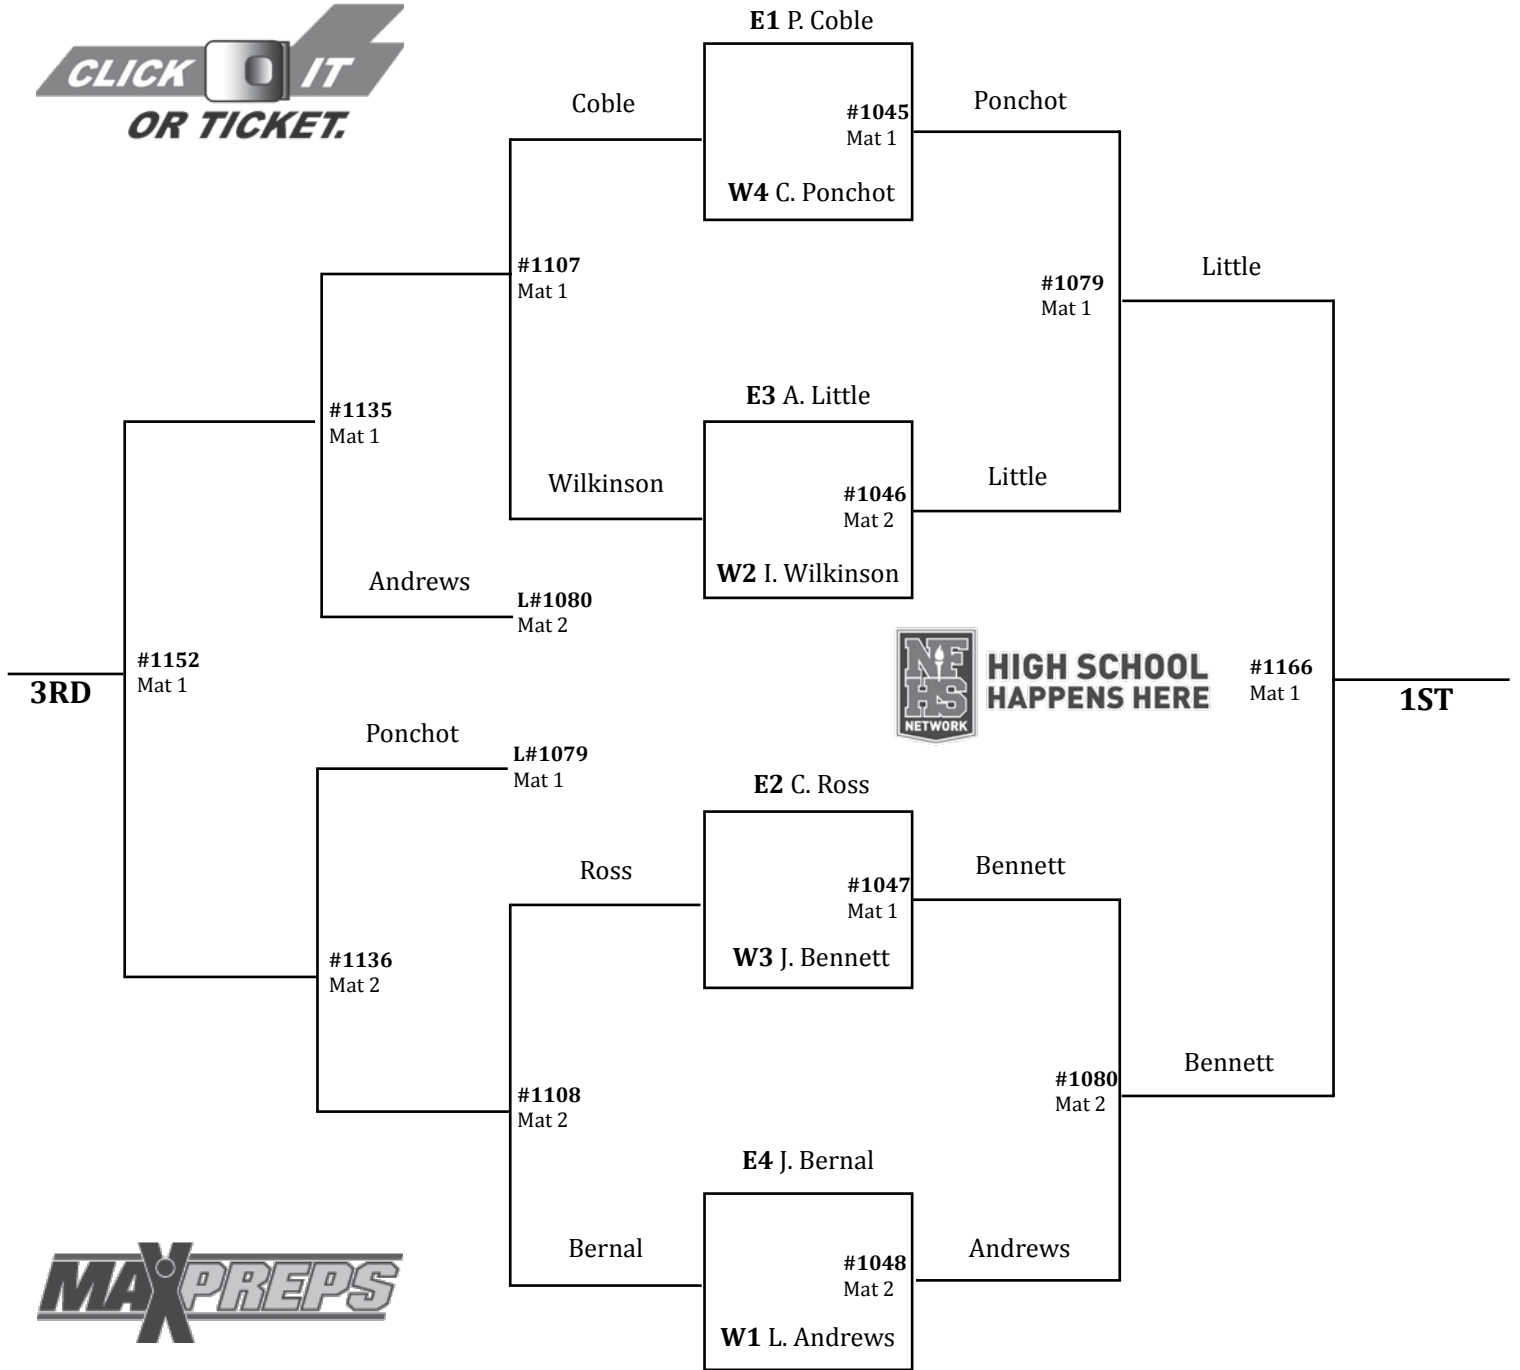 CLICK IT
OR TICKET.
E1 P. Coble
Coble
#1045
Mat 1
Ponchot
W4 C. Ponchot
#1107
Mat 1
#1079
Mat 1
Little
E3 A. Little
#1135
Mat 1
Wilkinson
#1046
Mat 2
Little
W2 I. Wilkinson
Andrews
L#1080
Mat 2
#1152
Mat 1
3RD
NFHS
NETWORK
HIGH SCHOOL
HAPPENS HERE
#1166
Mat 1
1ST
Ponchot
L#1079
Mat 1
E2 C. Ross
Ross
#1047
Mat 1
Bennett
W3 J. Bennett
#1136
Mat 2
#1108
Mat 2
#1080
Mat 2
Bennett
E4 J. Bernal
Bernal
#1048
Mat 2
Andrews
W1 L. Andrews
MAXPREPS